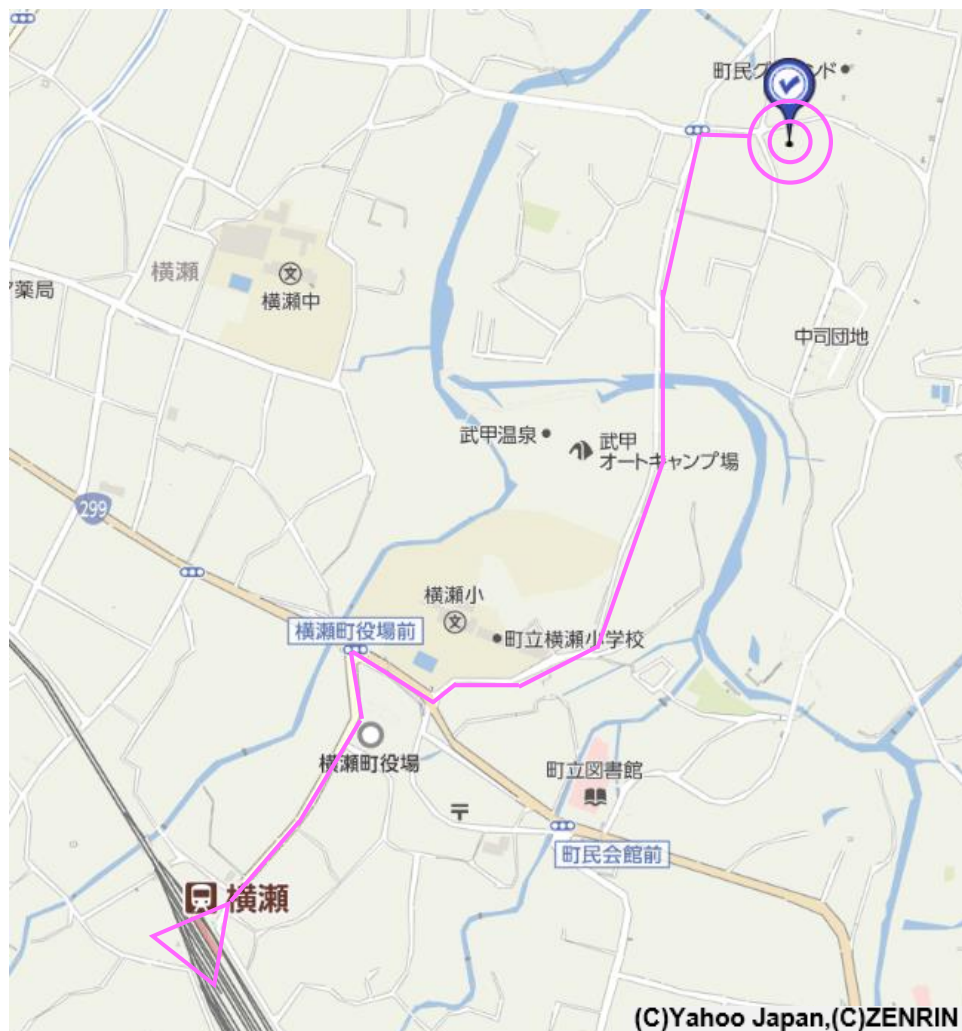 町民グ
ンド
横瀬
横瀬中
ア薬局
中司団地
武甲温泉
武甲
オートキャンプ場
299
横瀬小
横瀬町役場前
町立横瀬小学校
横瀬町役場
町立図書館
町民会館前
横瀬
(C)Yahoo Japan,(C)ZENRIN